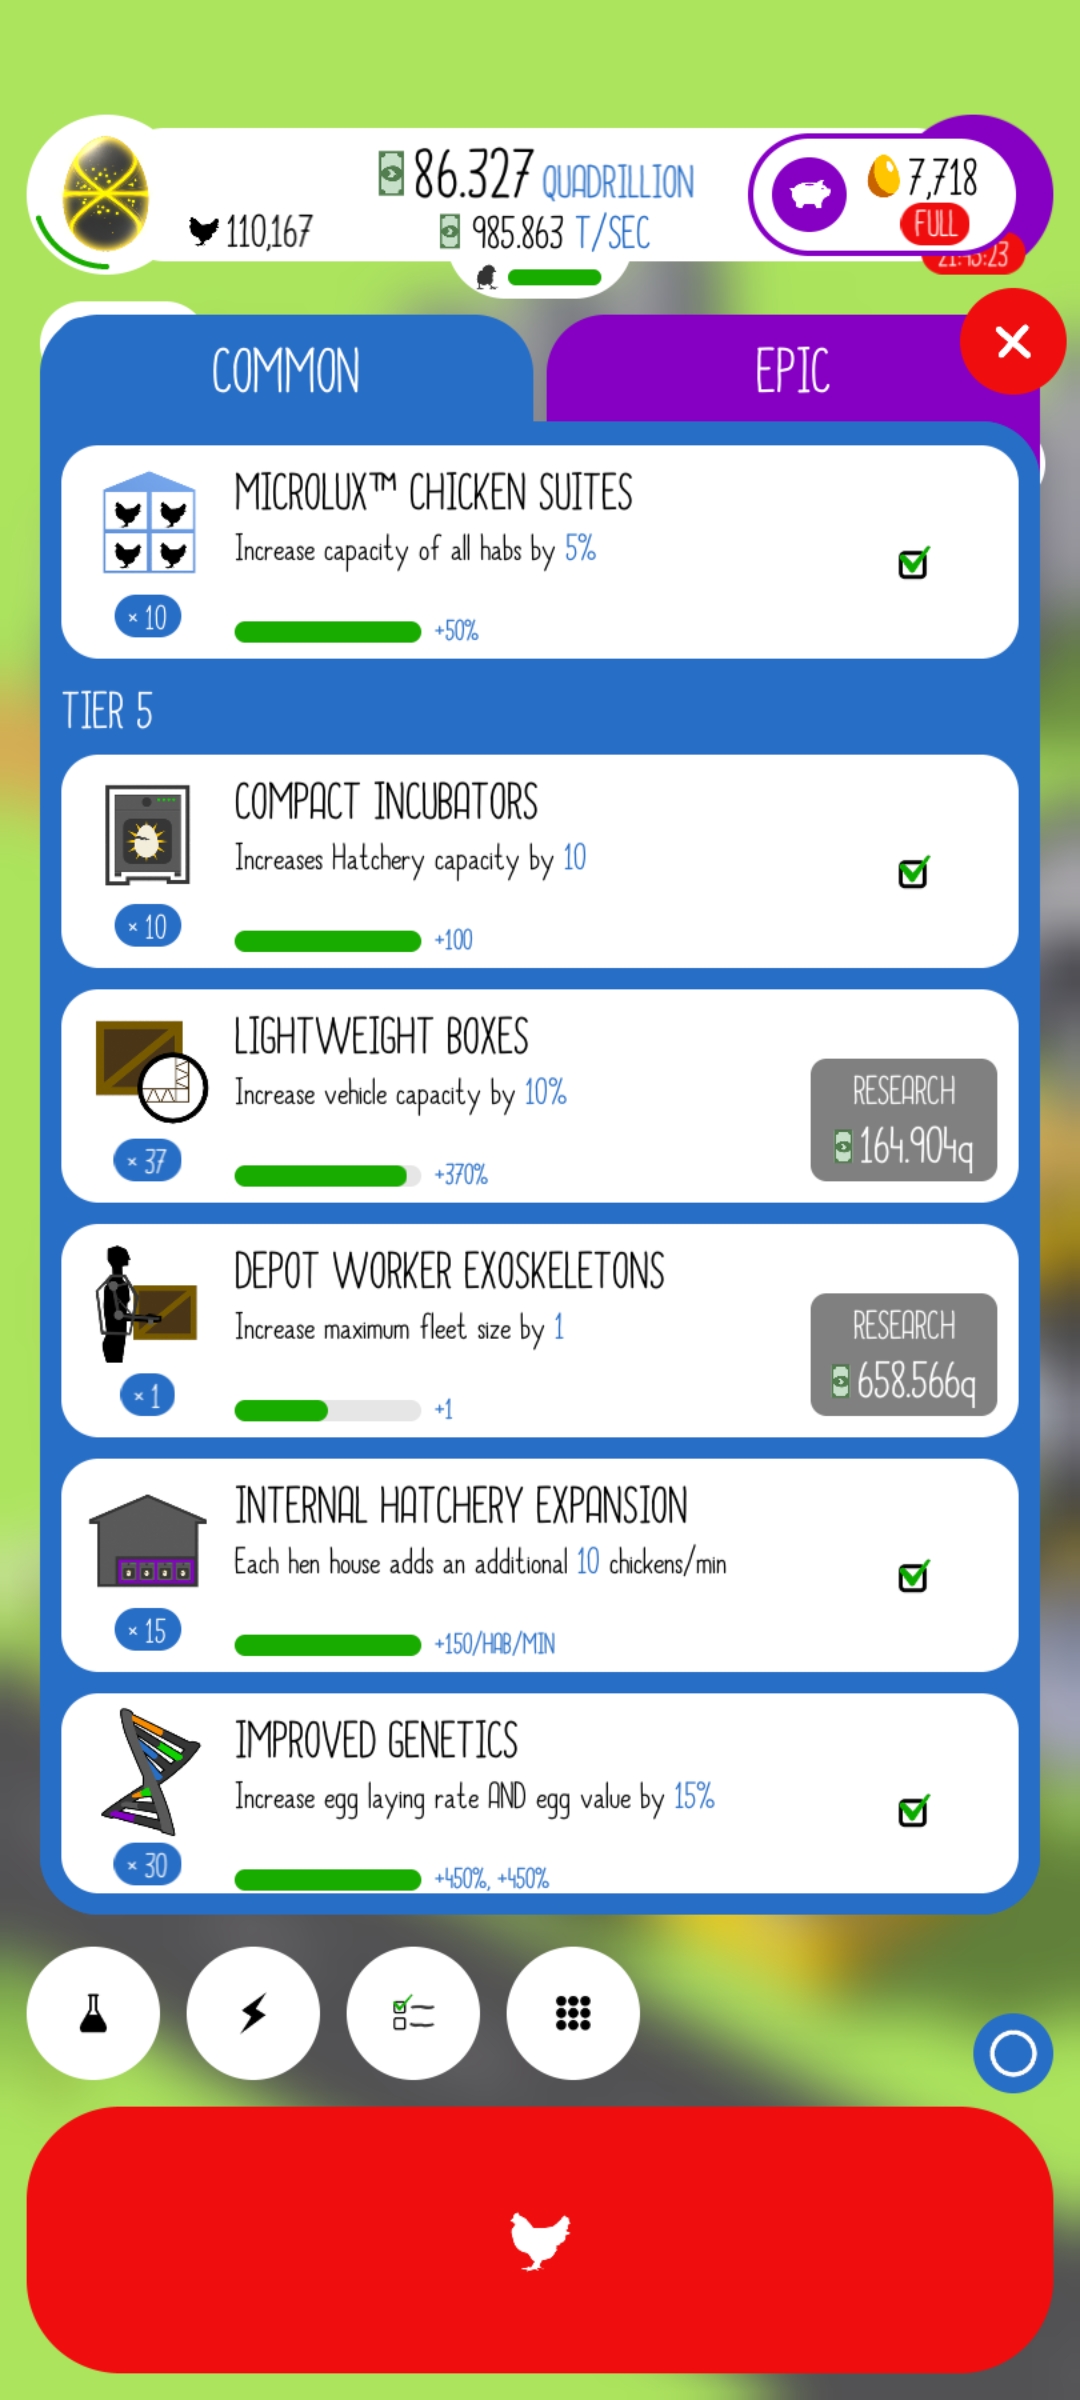 86.327 QUADRILLION
7,718
110,167
985.863 T/SEC
FULL
21:45:23
COMMON
EPIC
MICROLUX™ CHICKEN SUITES
Increase capacity of all habs by 5%
× 10
+50%
TIER 5
COMPACT INCUBATORS
Increases Hatchery capacity by 10
× 10
+100
LIGHTWEIGHT BOXES
Increase vehicle capacity by 10%
RESEARCH
164.904q
× 37
+370%
DEPOT WORKER EXOSKELETONS
Increase maximum fleet size by 1
RESEARCH
658.566q
× 1
+1
INTERNAL HATCHERY EXPANSION
Each hen house adds an additional 10 chickens/min
× 15
+150/HAB/MIN
IMPROVED GENETICS
Increase egg laying rate AND egg value by 15%
× 30
+450%, +450%